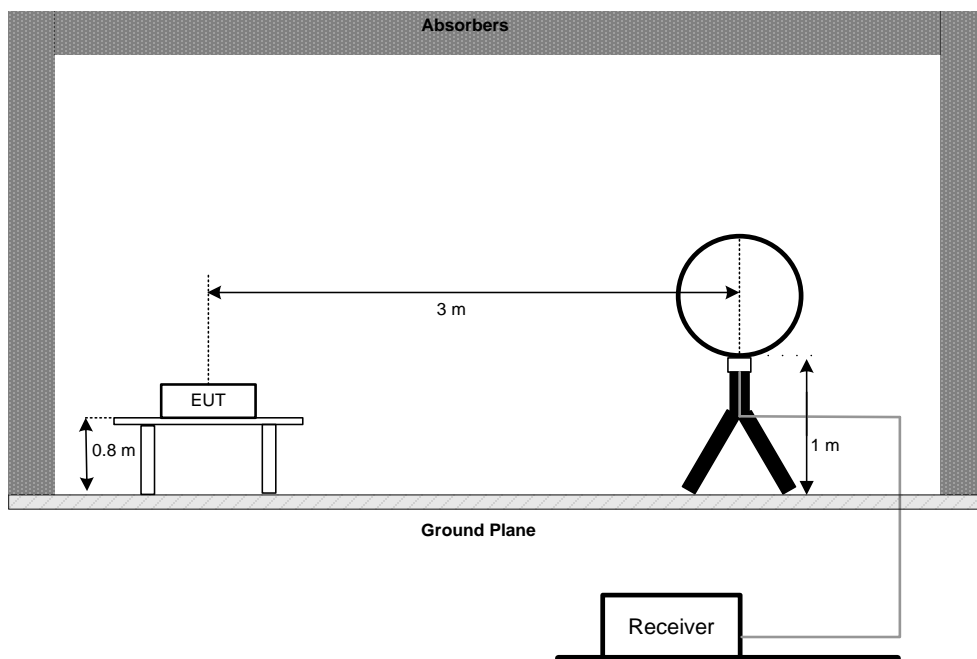 Absorbers
3 m
EUT
0.8 m
1 m
Ground Plane
Receiver